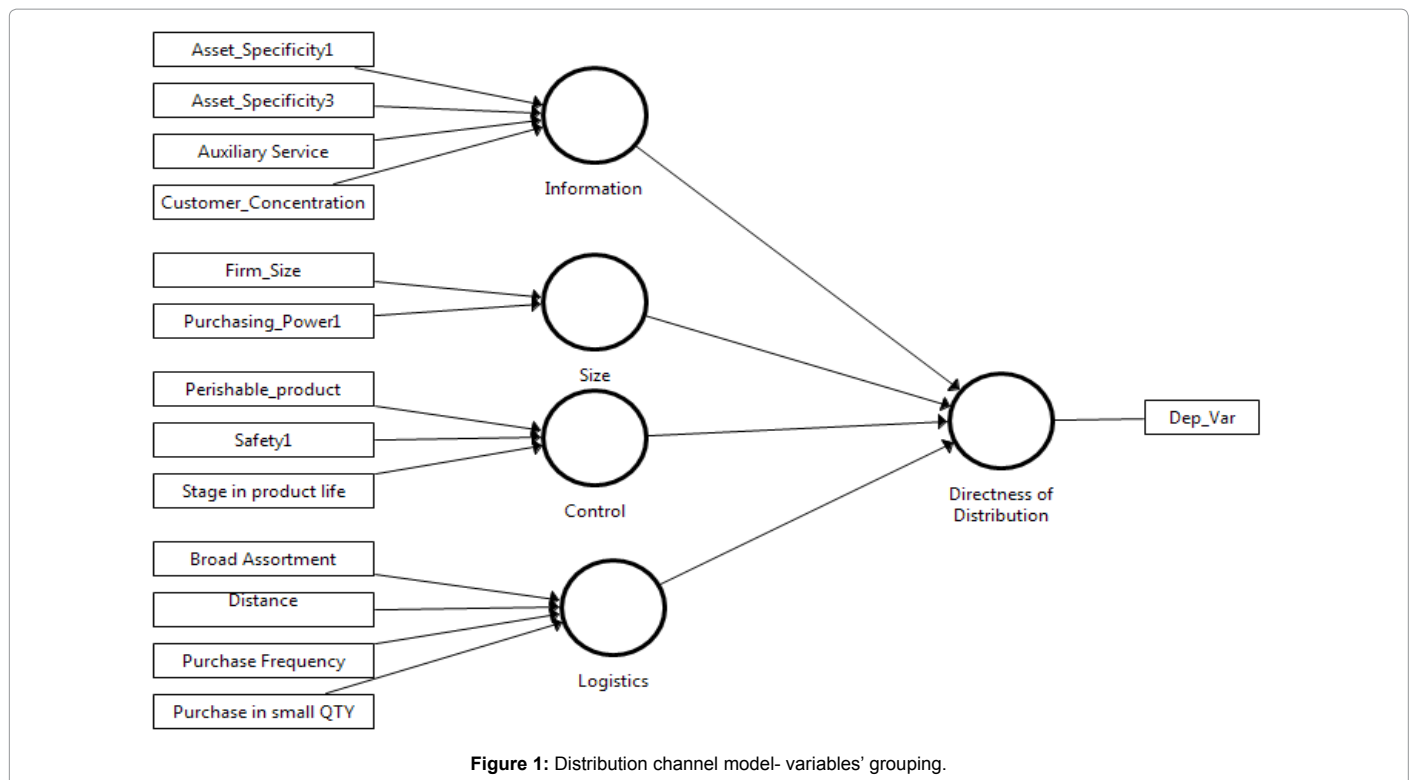 Asset_Specificity1
Asset_Specificity3
Auxiliary Service
Customer_Concentration
Information
Firm_Size
Purchasing_Power1
Size
Perishable_product
Safety1
Stage in product life
Control
Broad Assortment
Distance
Purchase Frequency
Purchase in small QTY
Logistics
Directness of
Distribution
Dep_Var
Figure 1: Distribution channel model- variables’ grouping.